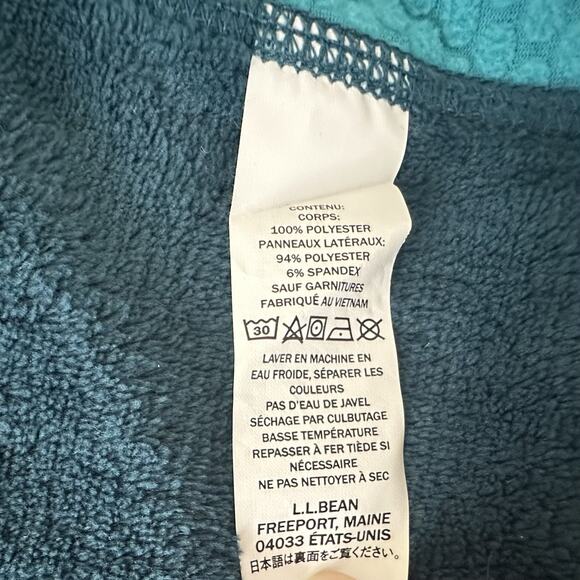 CONTENU:
CORPS:
100% POLYESTER
PANNEAUX LATÉRAUX:
94% POLYESTER
6% SPANDEX
SAUF GARNITURES
FABRIQUÉ AU VIETNAM
30
LAVER EN MACHINE EN
EAU FROIDE, SÉPARER LES
COULEURS
PAS D'EAU DE JAVEL
SÉCHAGE PAR CULBUTAGE
BASSE TEMPÉRATURE
REPASSER À FER TIÈDE SI
NÉCESSAIRE
NE PAS NETTOYER À SEC
L.L.BEAN
FREEPORT, MAINE
04033 ÉTATS-UNIS
日本語は裏面をご覧ください。